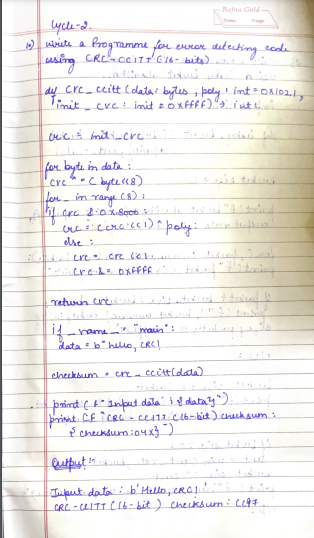 Rajna Gold
Date: Page:
Cycle-2.
10) Write a Programme for error detecting code
using CRC-CCITT (16-bits)
def crc_ccitt (data: bytes, poly: int = 0x1021,
init_crc: init = 0xFFFF) → int:
crc = init_crc
for byte in data:
crc ^ = ( byte<<8)
for _ in range (8):
if crc & 0x8000:
crc = (crc << 1) ^ poly:
else :
crc = crc << 1
crc & = 0xFFFF
return crc
if _name_ = "main":
data = b" hello, CRC!
checksum = crc_ccitt (data)
print ( F" Input data : { data}")
print (F "CRC-CCITT (16-bit) checksum:
{ checksum:04x}")
Output:-
Input data : b' Hello, CRC!'
CRC-CCITT (16-bit) checksum: CC97